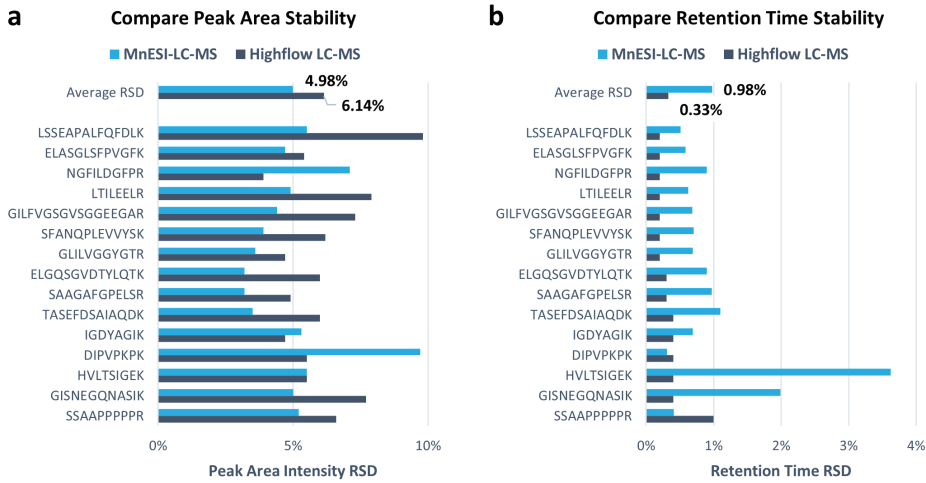 a
Compare Peak Area Stability
MnESI-LC-MS Highflow LC-MS
Average RSD
4.98%
6.14%
LSSEAPALFQFDLK
ELASGLSFPVGFK
NGFILDGFPR
LTILEELR
GILFVGSGVSGGEEGAR
SFANQPLEVVYSK
GLILVGGYGTR
ELGQSGVDTYLQTK
SAAGAFGPELSR
TASEFDSAIAQDK
IGDYAGIK
DIPVPKPK
HVLTSIGEK
GISNEGQNASIK
SSAAPPPPPR
0% 5% 10%
Peak Area Intensity RSD
b
Compare Retention Time Stability
MnESI-LC-MS Highflow LC-MS
Average RSD
0.98%
0.33%
LSSEAPALFQFDLK
ELASGLSFPVGFK
NGFILDGFPR
LTILEELR
GILFVGSGVSGGEEGAR
SFANQPLEVVYSK
GLILVGGYGTR
ELGQSGVDTYLQTK
SAAGAFGPELSR
TASEFDSAIAQDK
IGDYAGIK
DIPVPKPK
HVLTSIGEK
GISNEGQNASIK
SSAAPPPPPR
0% 1% 2% 3% 4%
Retention Time RSD